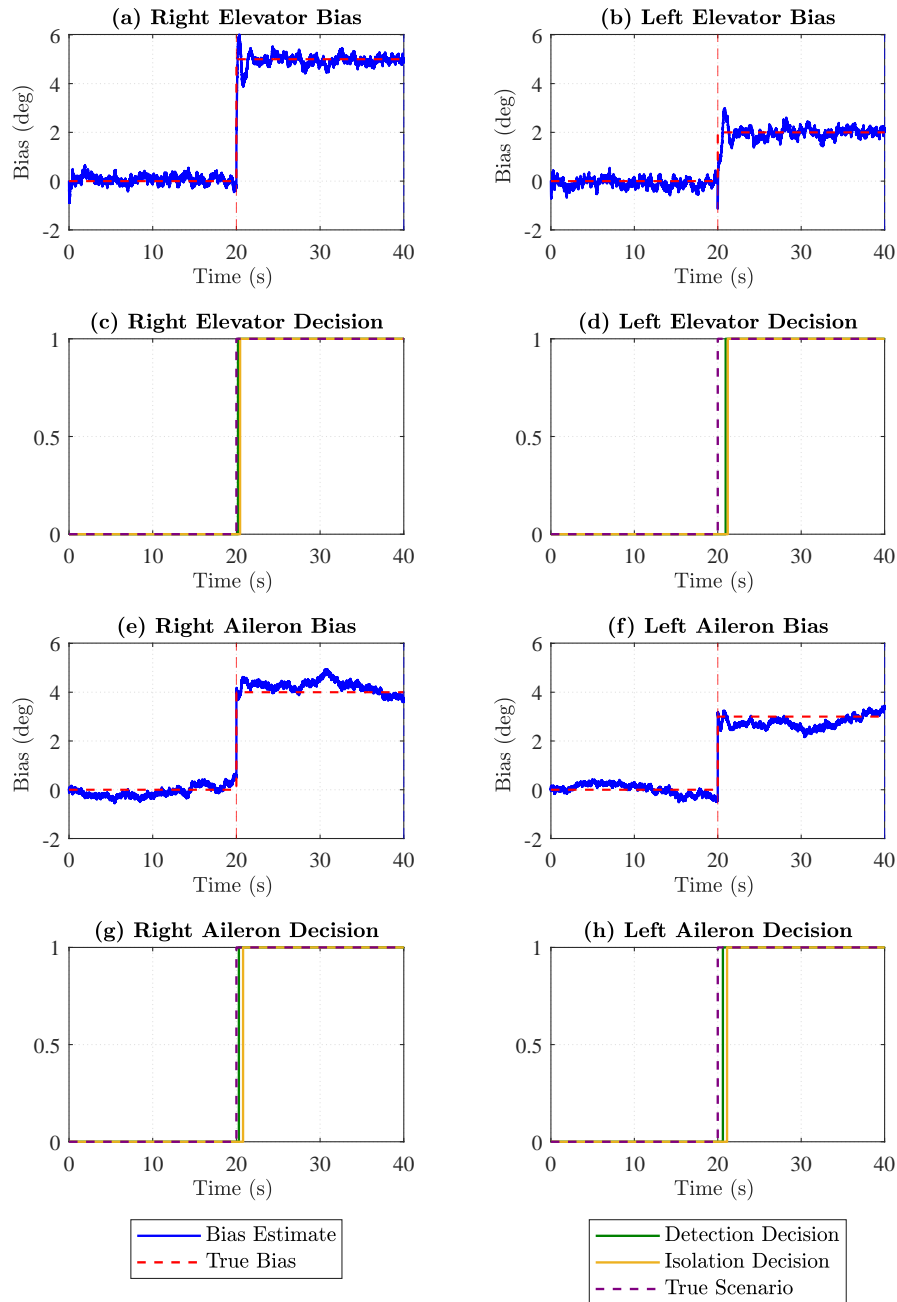 (a) Right Elevator Bias
(b) Left Elevator Bias
6
4
2
0
-2
Bias (deg)
0 10 20 30 40
Time (s)
6
4
2
0
-2
Bias (deg)
0 10 20 30 40
Time (s)
(c) Right Elevator Decision
(d) Left Elevator Decision
1
0.5
0
0 10 20 30 40
Time (s)
1
0.5
0
0 10 20 30 40
Time (s)
(e) Right Aileron Bias
(f) Left Aileron Bias
6
4
2
0
-2
Bias (deg)
0 10 20 30 40
Time (s)
6
4
2
0
-2
Bias (deg)
0 10 20 30 40
Time (s)
(g) Right Aileron Decision
(h) Left Aileron Decision
1
0.5
0
0 10 20 30 40
Time (s)
1
0.5
0
0 10 20 30 40
Time (s)
Bias Estimate
True Bias
Detection Decision
Isolation Decision
True Scenario